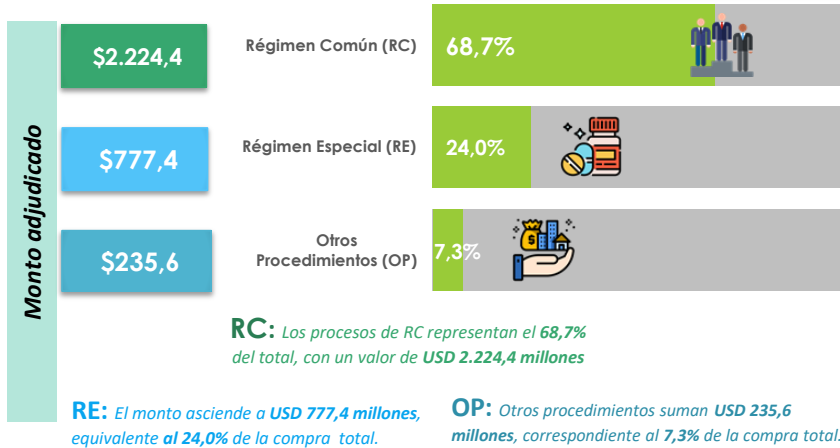 Monto adjudicado
$2.224,4
Régimen Común (RC)
68,7%
$777,4
Régimen Especial (RE)
24,0%
$235,6
Otros
Procedimientos (OP)
7,3%
RC: Los procesos de RC representan el 68,7%
del total, con un valor de USD 2.224,4 millones
RE: El monto asciende a USD 777,4 millones,
equivalente al 24,0% de la compra total.
OP: Otros procedimientos suman USD 235,6
millones, correspondiente al 7,3% de la compra total.